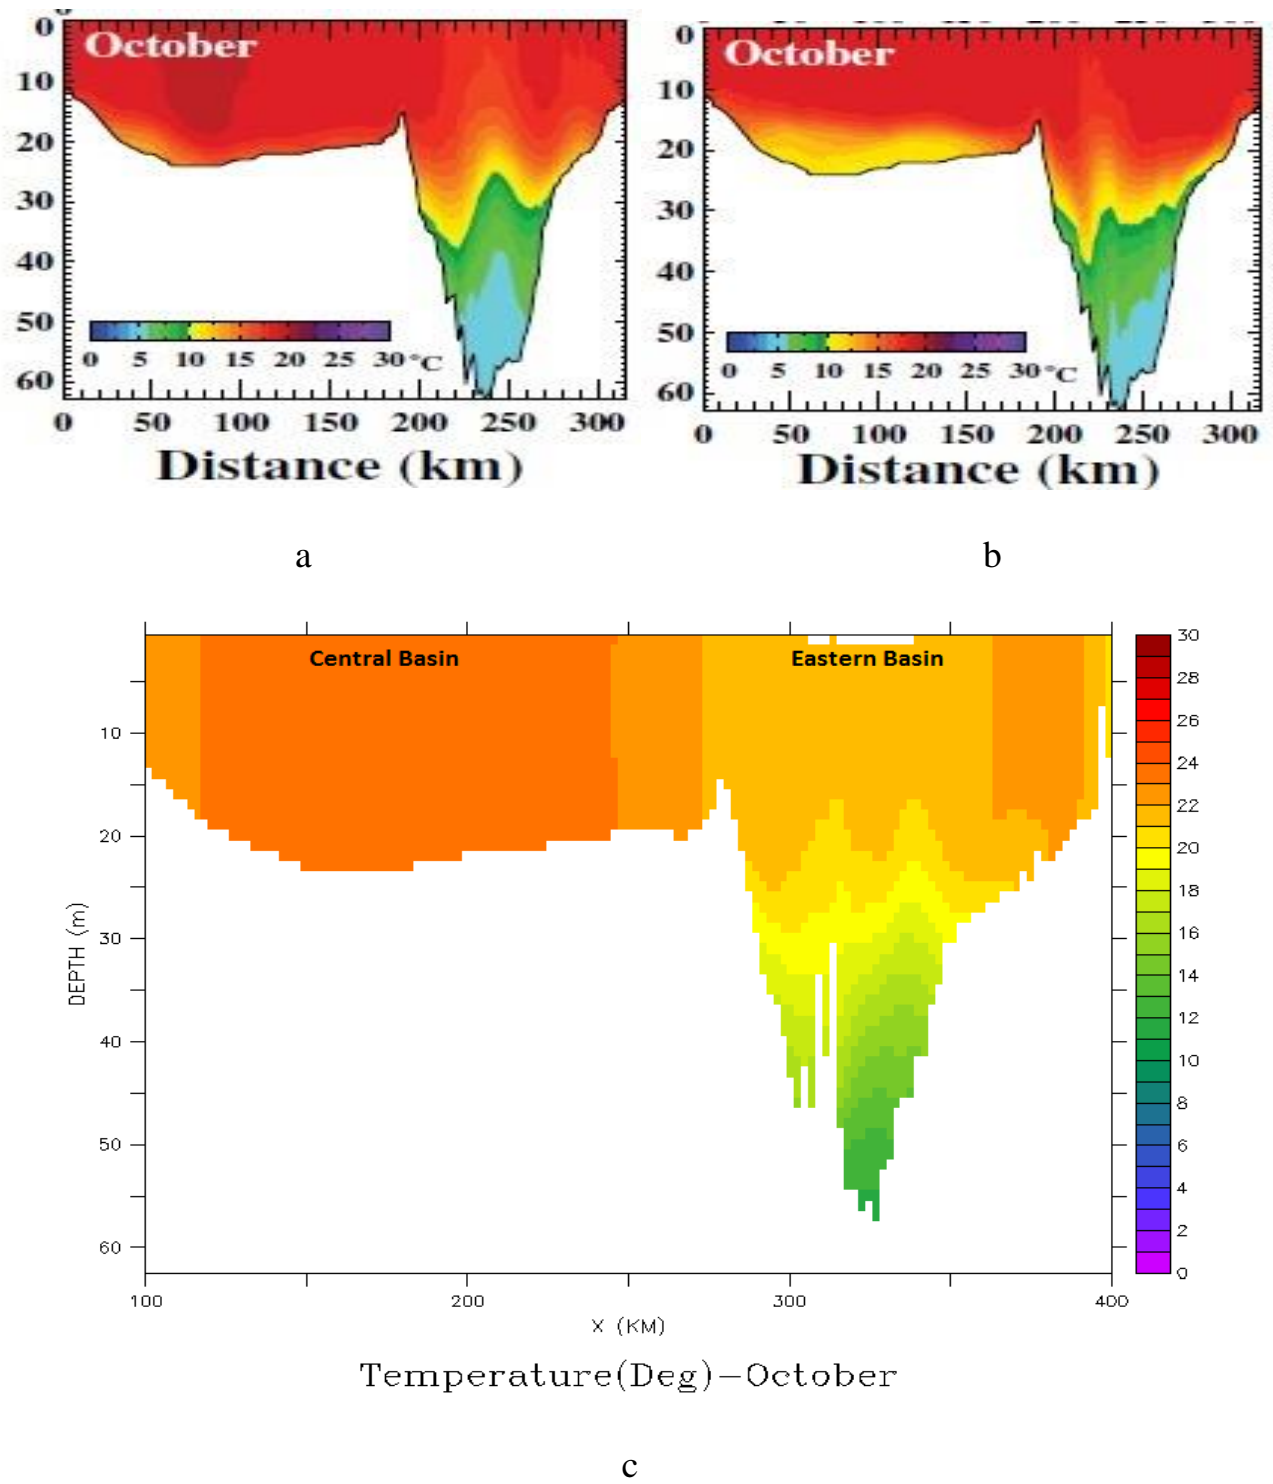 0
October
0
10
20
30
40
50
60
0 5 10 15 20 25 30 °C
0 50 100 150 200 250 300
Distance (km)
a
October
0
10
20
30
40
50
60
0 5 10 15 20 25 30 °C
0 50 100 150 200 250 300
Distance (km)
b
Central Basin
Eastern Basin
10
20
30
40
50
60
DEPTH (m)
100 200 300 400
X (KM)
30
28
26
24
22
20
18
16
14
12
10
8
6
4
2
0
Temperature(Deg)-October
c